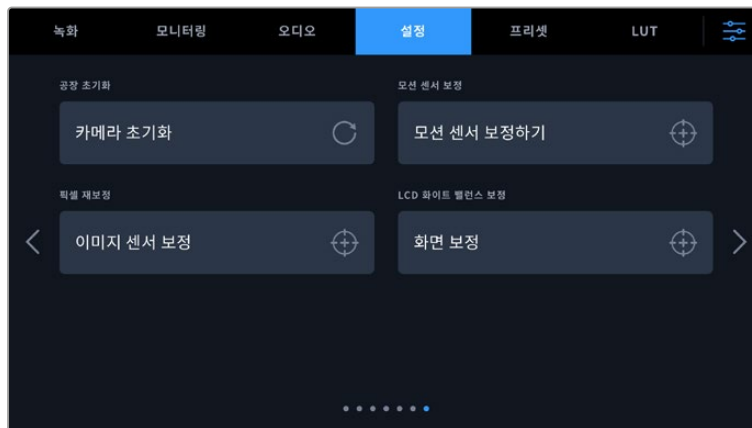 녹화 모니터링 오디오 설정 프리셋 LUT
공장 초기화 모션 센서 보정
카메라 초기화 모션 센서 보정하기
픽셀 재보정 LCD 화이트 밸런스 보정
이미지 센서 보정 화면 보정